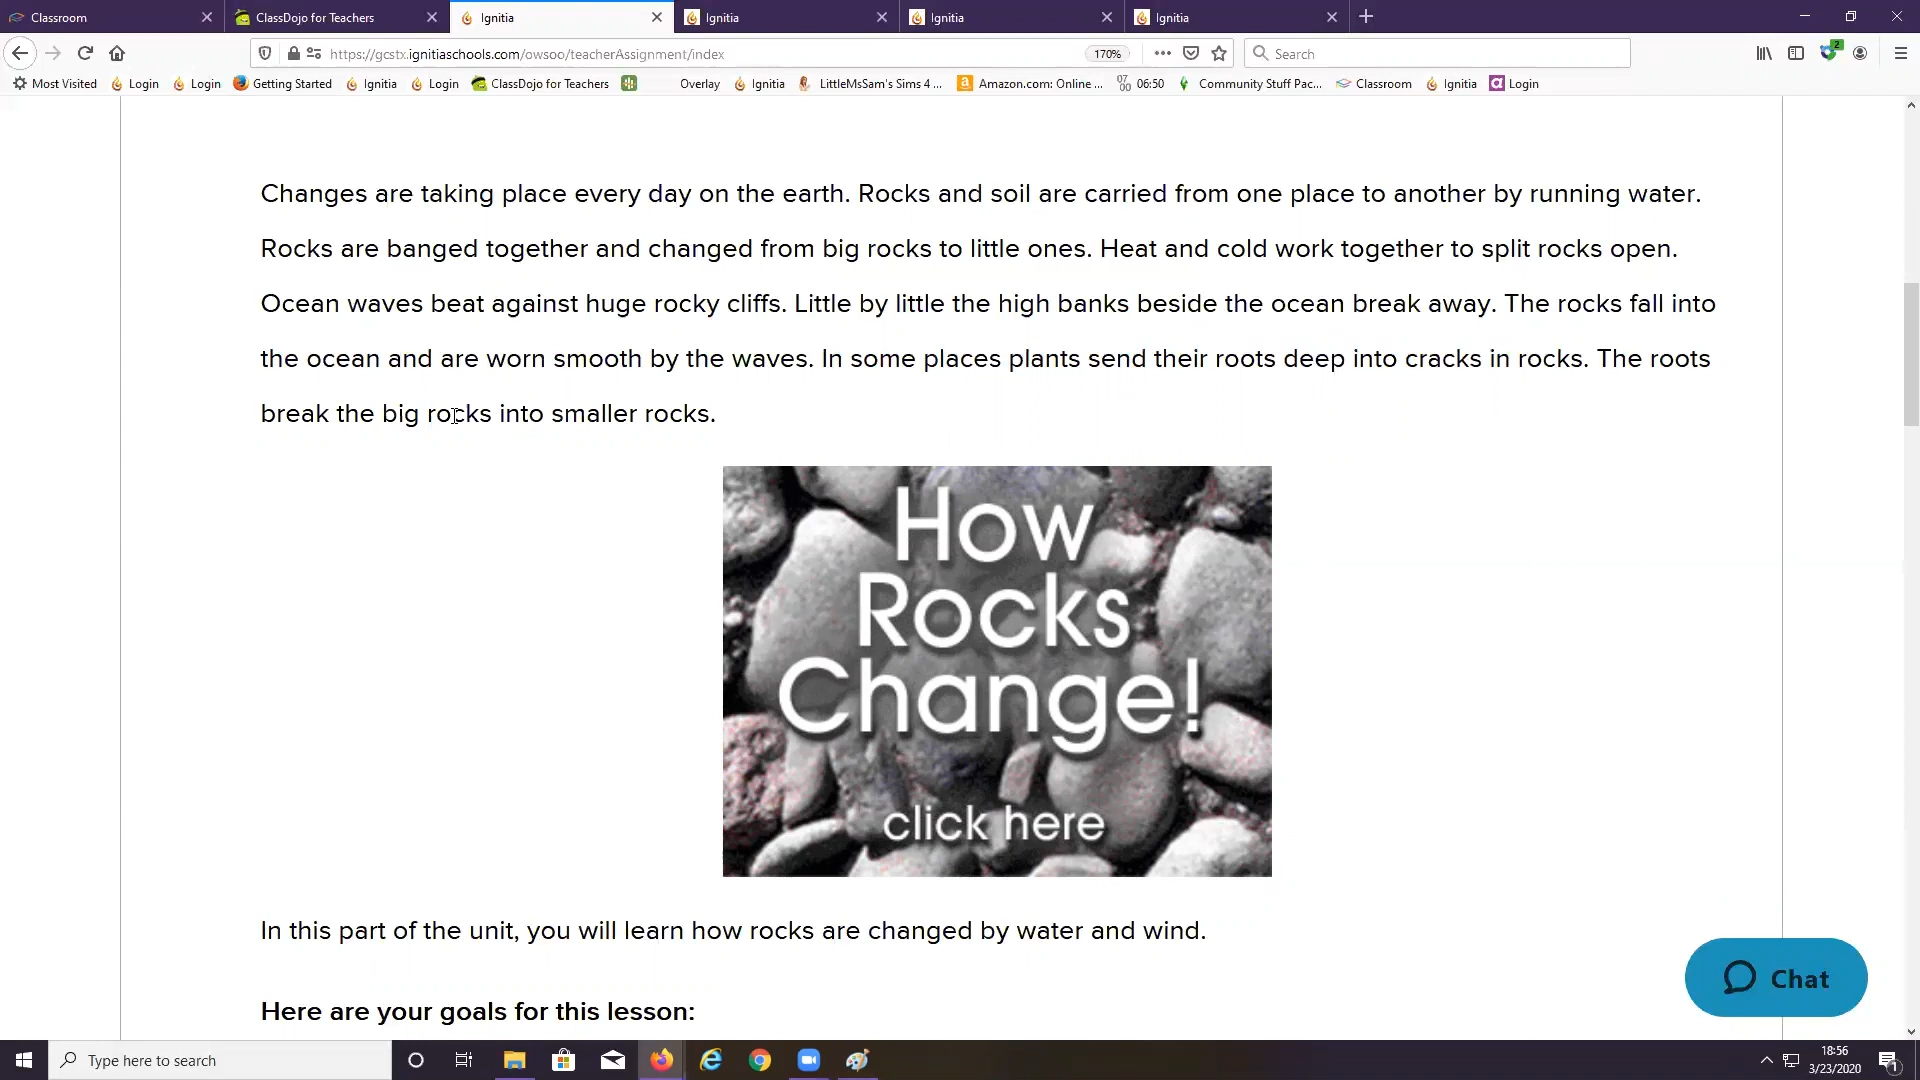 Classroom
ClassDojo for Teachers
Ignitia
Ignitia
Ignitia
Ignitia
https://gcstx.ignitiaschools.com/owsoo/teacherAssignment/index
170%
Search
2
Most Visited
Login
Login
Getting Started
Ignitia
Login
ClassDojo for Teachers
Overlay
Ignitia
LittleMsSam's Sims 4 ...
Amazon.com: Online ...
07
00
06:50
Community Stuff Pac...
Classroom
Ignitia
Login
Changes are taking place every day on the earth. Rocks and soil are carried from one place to another by running water.
Rocks are banged together and changed from big rocks to little ones. Heat and cold work together to split rocks open.
Ocean waves beat against huge rocky cliffs. Little by little the high banks beside the ocean break away. The rocks fall into
the ocean and are worn smooth by the waves. In some places plants send their roots deep into cracks in rocks. The roots
break the big rocks into smaller rocks.
How
Rocks
Change!
click here
In this part of the unit, you will learn how rocks are changed by water and wind.
Here are your goals for this lesson:
Chat
Type here to search
18:56
3/23/2020
1